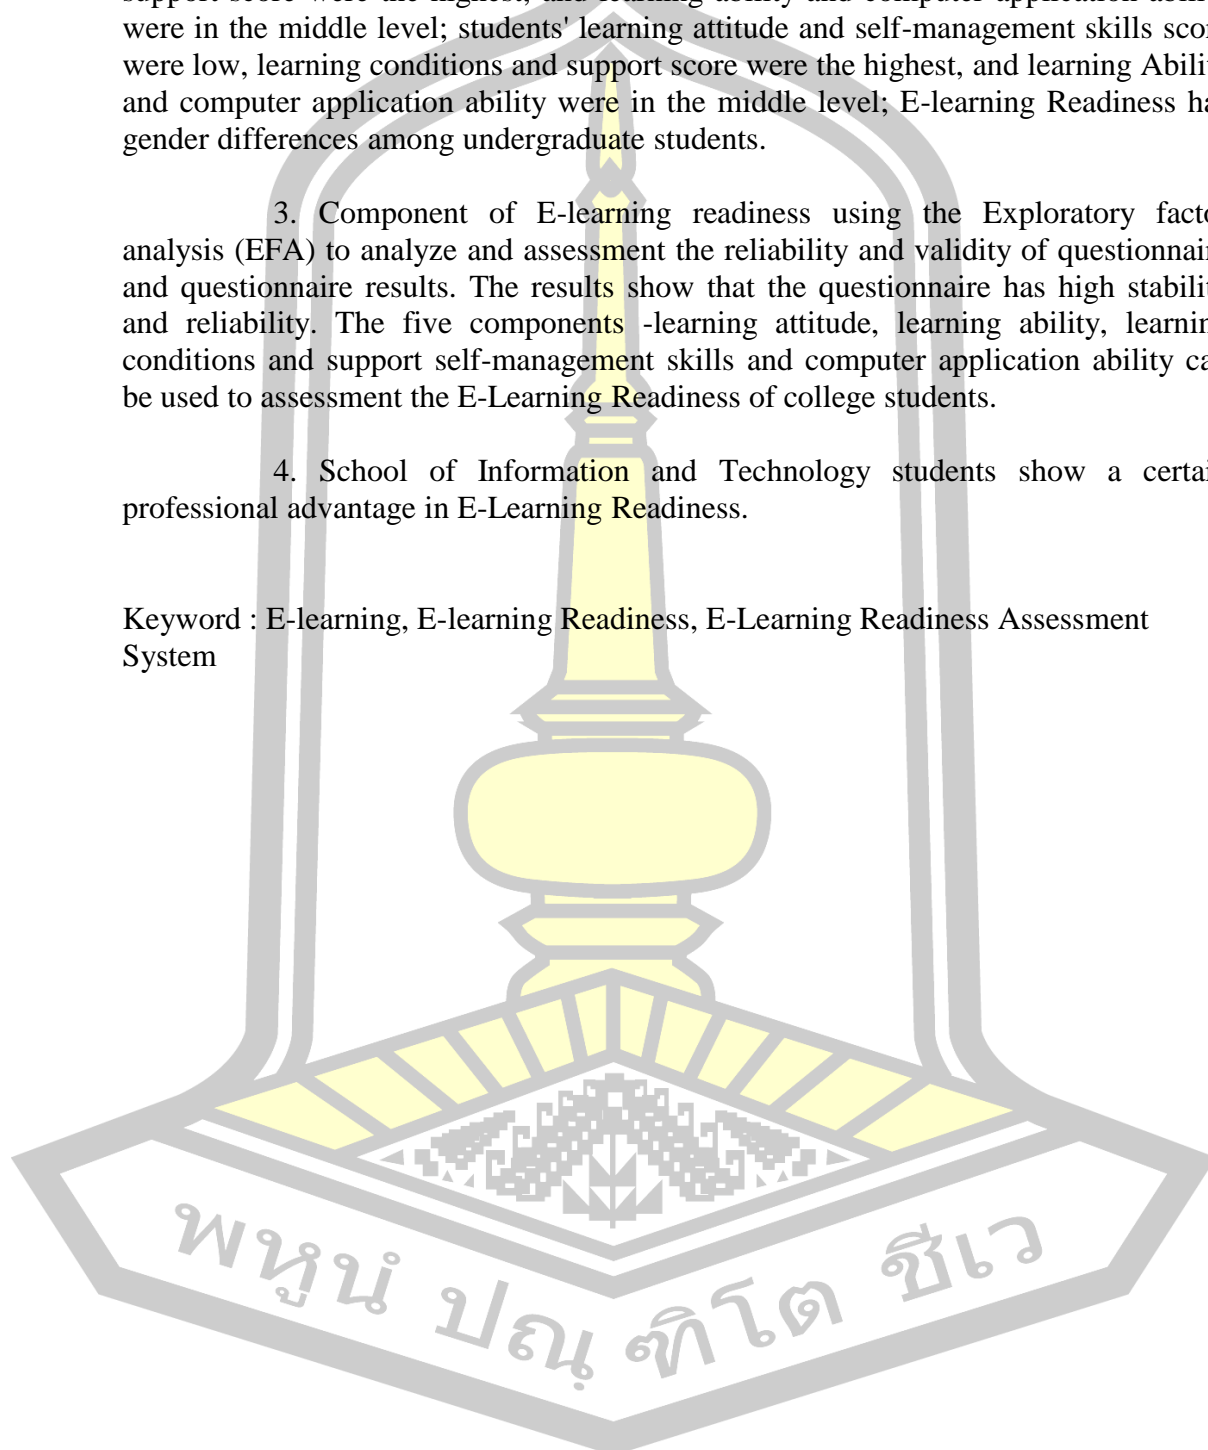 were in the middle level; students' learning attitude and self-management skills scor
were low, learning conditions and support score were the highest, and learning Abilit
and computer application ability were in the middle level; E-learning Readiness ha
gender differences among undergraduate students.
3. Component of E-learning readiness using the Exploratory facto
analysis (EFA) to analyze and assessment the reliability and validity of questionnair
and questionnaire results. The results show that the questionnaire has high stabilit
and reliability. The five components -learning attitude, learning ability, learnin
conditions and support self-management skills and computer application ability ca
be used to assessment the E-Learning Readiness of college students.
4. School of Information and Technology students show a certai
professional advantage in E-Learning Readiness.
Keyword : E-learning, E-learning Readiness, E-Learning Readiness Assessment
System
พหูนํ ปณฺฑิโต ชีเว